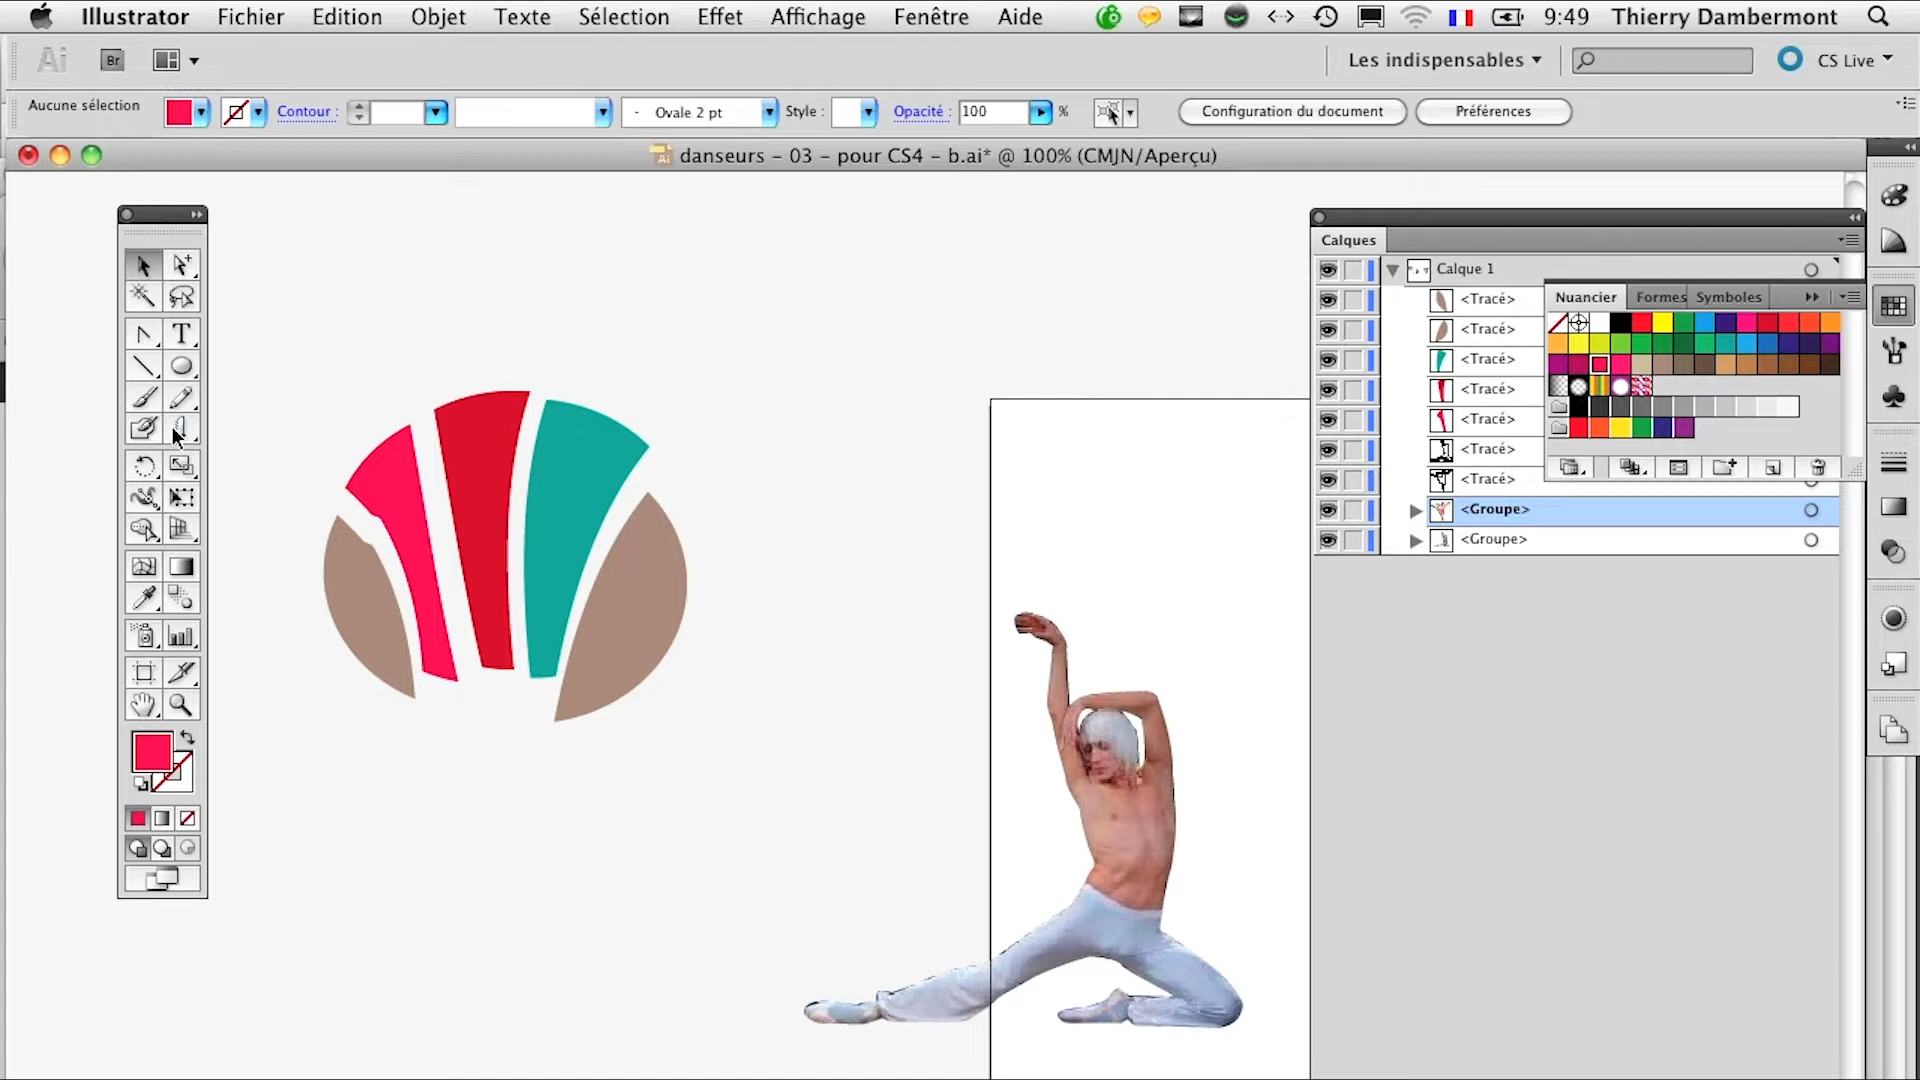 Illustrator Fichier Edition Objet Texte Sélection Effet Affichage Fenêtre Aide 9:49 Thierry Dambermont
Ai Br Les indispensables CS Live
Aucune sélection Contour : - Ovale 2 pt Style : Opacité : 100 % Configuration du document Préférences
danseurs - 03 - pour CS4 - b.ai* @ 100% (CMJN/Aperçu)
Calques
Calque 1
<Tracé>
<Tracé>
<Tracé>
<Tracé>
<Tracé>
<Tracé>
<Tracé>
<Groupe>
<Groupe>
Nuancier Formes Symboles
T